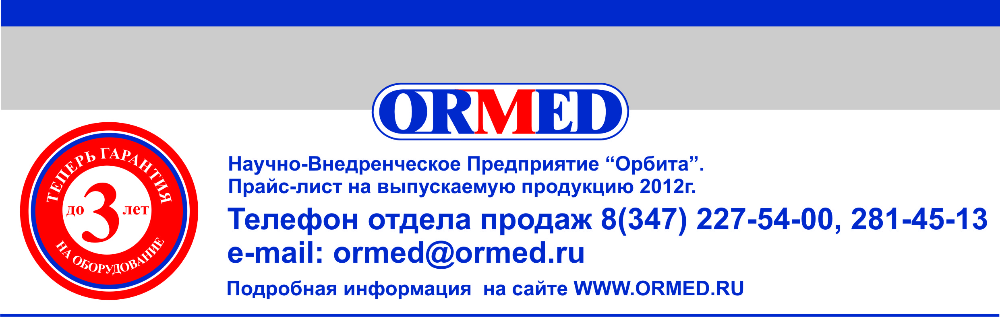 ORMED
ТЕПЕРЬ ГАРАНТИЯ
до 3 лет
НА ОБОРУДОВАНИЕ
Научно-Внедренческое Предприятие “Орбита”.
Прайс-лист на выпускаемую продукцию 2012г.
Телефон отдела продаж 8(347) 227-54-00, 281-45-13
e-mail: ormed@ormed.ru
Подробная информация на сайте WWW.ORMED.RU